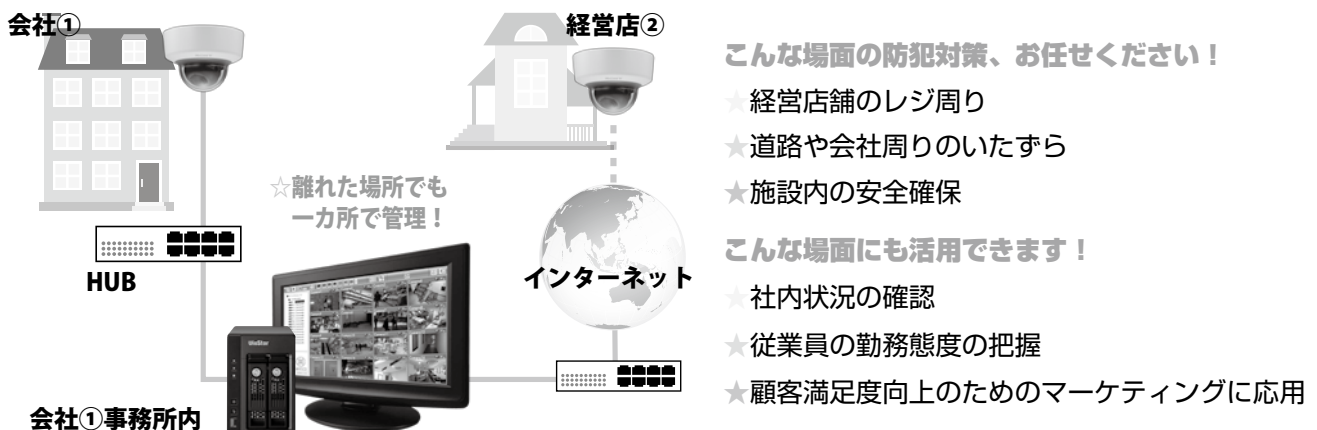 会社①
経営店②
☆離れた場所でも
一カ所で管理！
HUB
インターネット
会社①事務所内
こんな場面の防犯対策、お任せください！
★経営店舗のレジ周り
★道路や会社周りのいたずら
★施設内の安全確保
こんな場面にも活用できます！
★社内状況の確認
★従業員の勤務態度の把握
★顧客満足度向上のためのマーケティングに応用